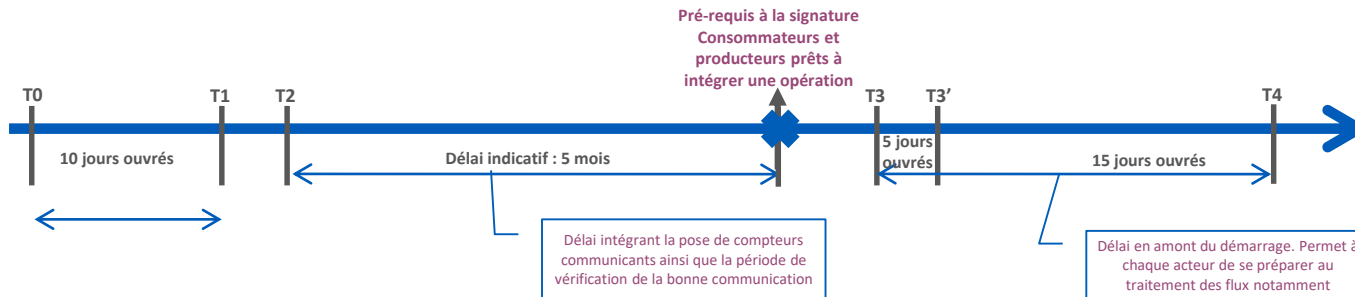 Pré-requis à la signature
Consommateurs et
producteurs prêts à
intégrer une opération
T0
T1
T2
T3
T3’
T4
10 jours ouvrés
Délai indicatif : 5 mois
5 jours
ouvrés
15 jours ouvrés
Délai intégrant la pose de compteurs
communicants ainsi que la période de
vérification de la bonne communication
Délai en amont du démarrage. Permet à
chaque acteur de se préparer au
traitement des flux notamment